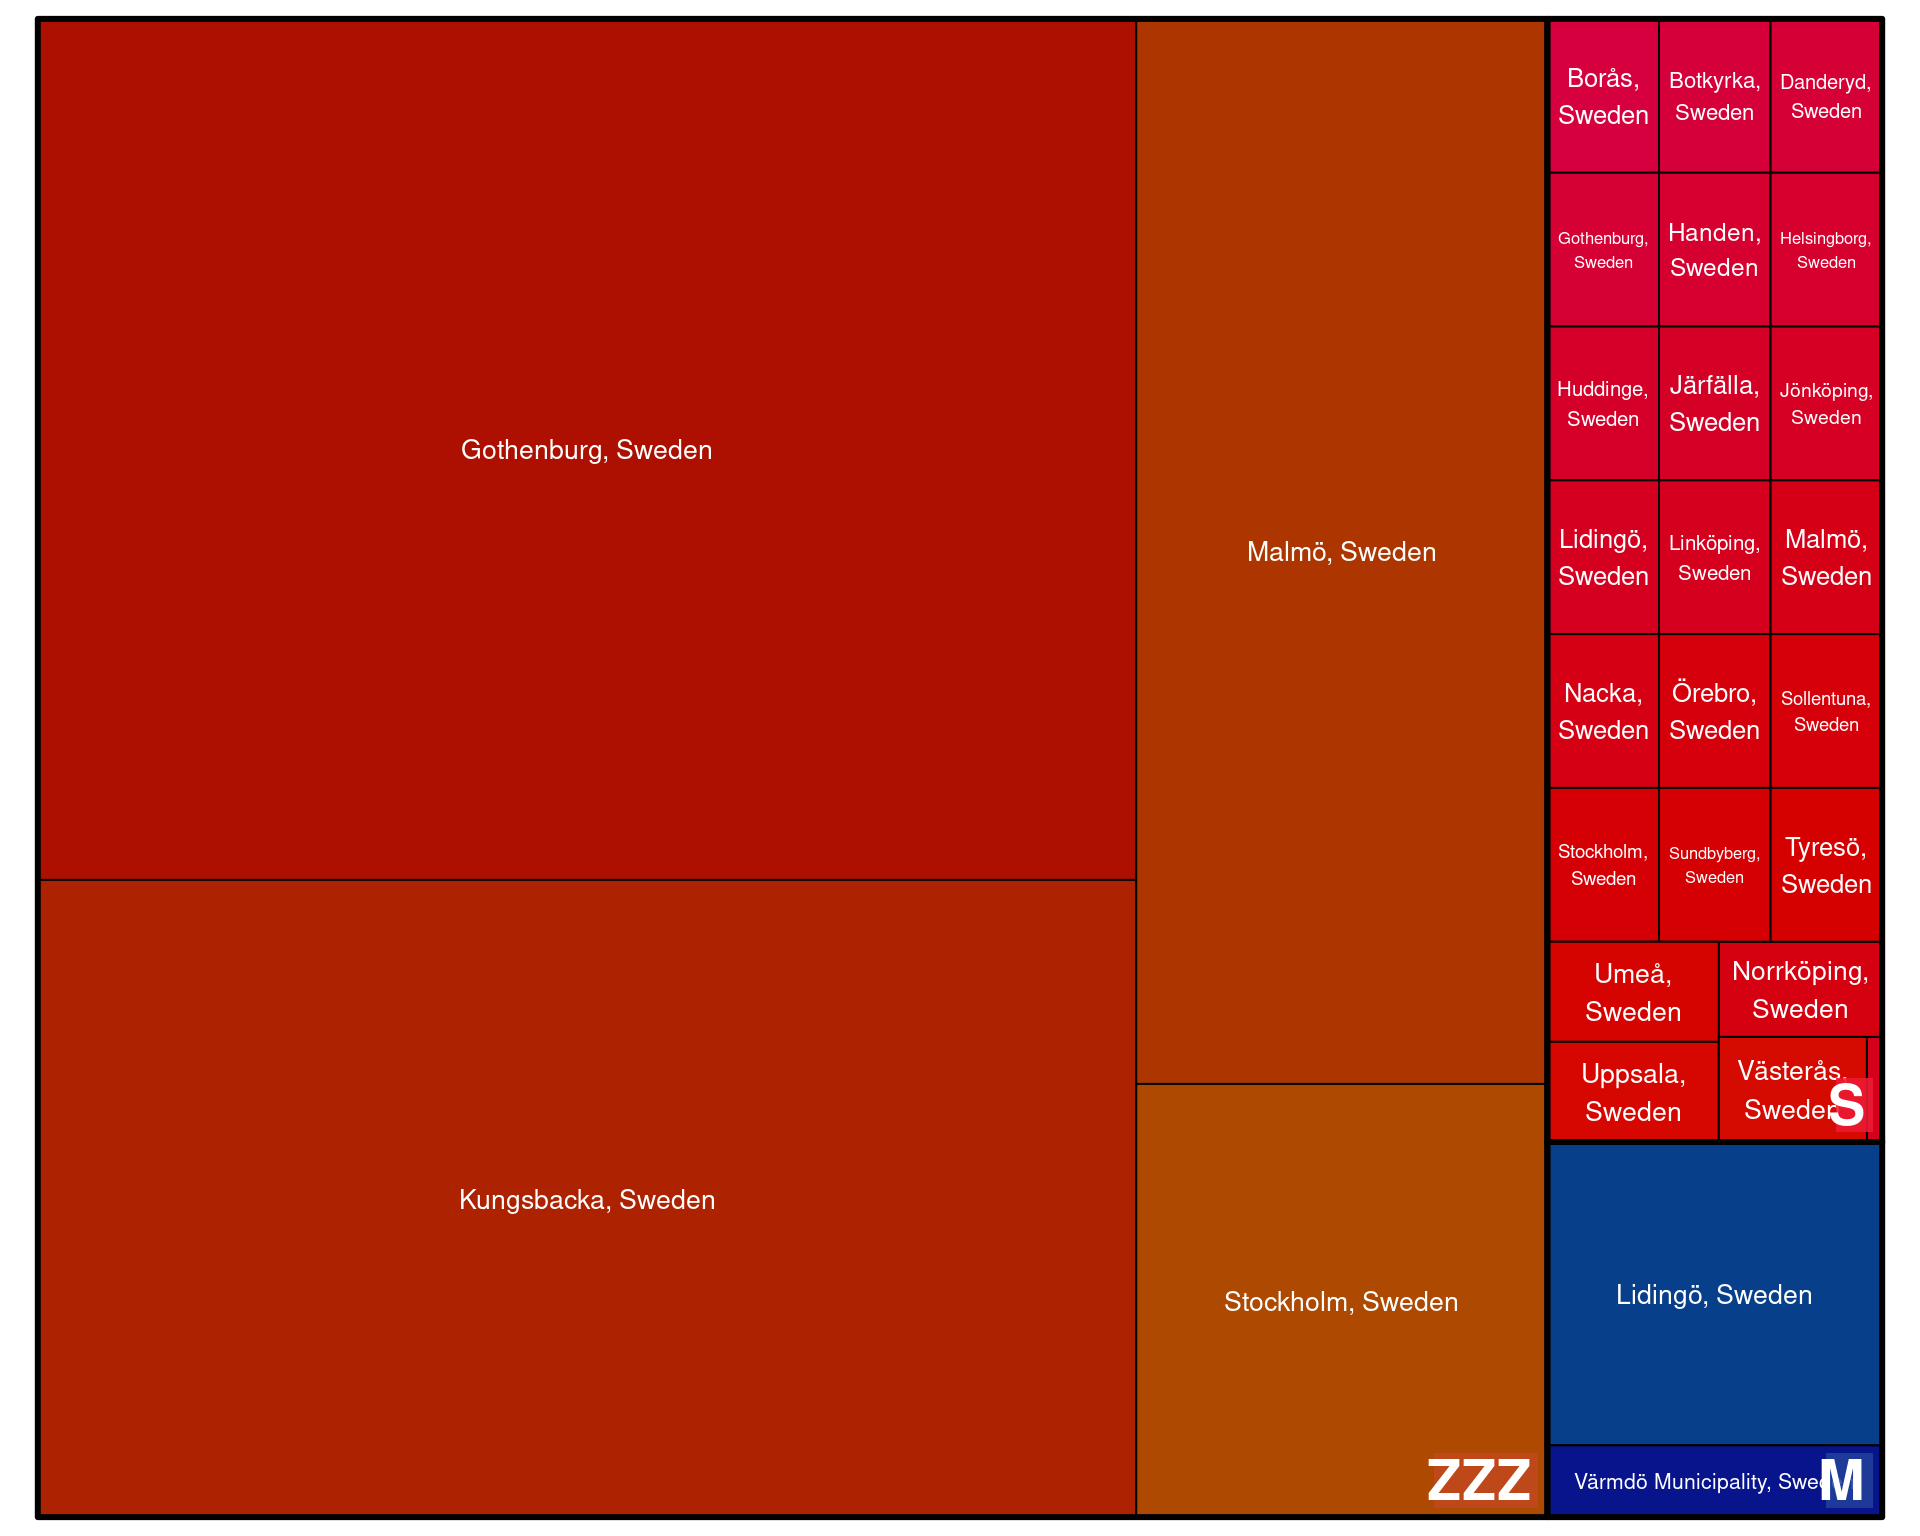 Gothenburg, Sweden
Kungsbacka, Sweden
Malmö, Sweden
Stockholm, Sweden
ZZZ
Borås,
Sweden
Botkyrka,
Sweden
Danderyd,
Sweden
Gothenburg,
Sweden
Handen,
Sweden
Helsingborg,
Sweden
Huddinge,
Sweden
Järfälla,
Sweden
Jönköping,
Sweden
Lidingö,
Sweden
Linköping,
Sweden
Malmö,
Sweden
Nacka,
Sweden
Örebro,
Sweden
Sollentuna,
Sweden
Stockholm,
Sweden
Sundbyberg,
Sweden
Tyresö,
Sweden
Umeå,
Sweden
Norrköping,
Sweden
Uppsala,
Sweden
Västerås,
Sweden
S
Lidingö, Sweden
Värmdö Municipality,
M